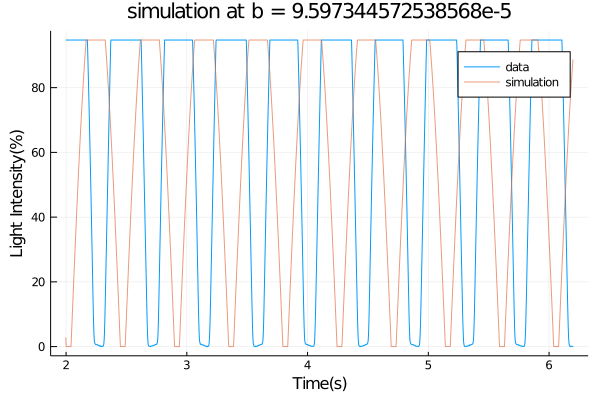 simulation at b = 9.597344572538568e-5
data
simulation
80
60
40
20
0
Light Intensity(%)
2
3
4
5
6
Time(s)